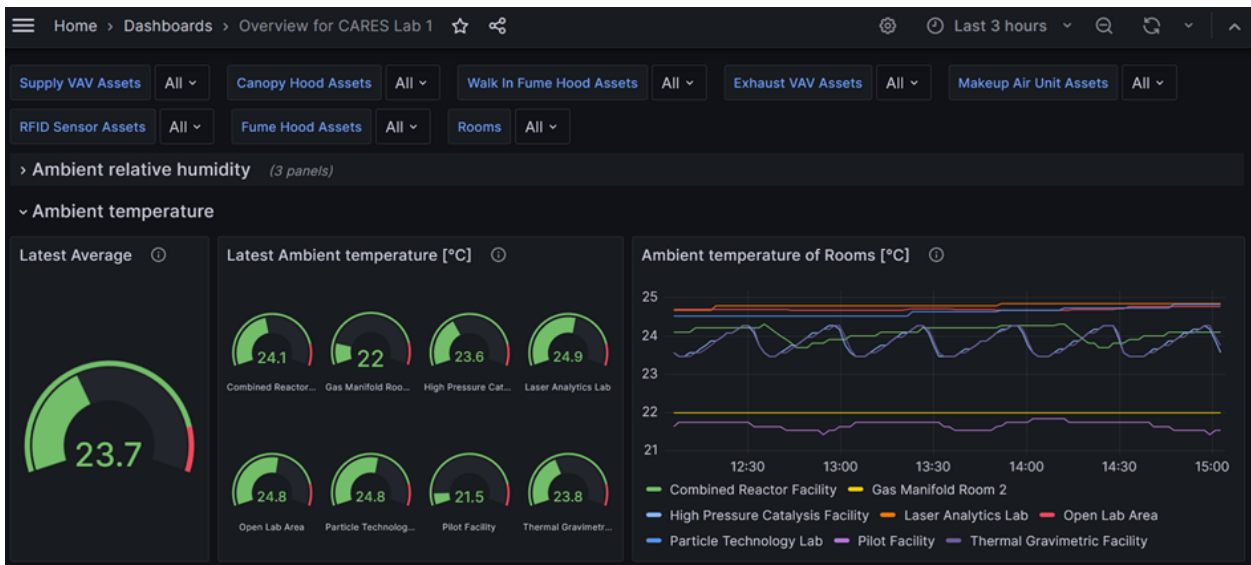 Home › Dashboards › Overview for CARES Lab 1
Last 3 hours
Supply VAV Assets All Canopy Hood Assets All Walk In Fume Hood Assets All Exhaust VAV Assets All Makeup Air Unit Assets All
RFID Sensor Assets All Fume Hood Assets All Rooms All
Ambient relative humidity (3 panels)
Ambient temperature
Latest Average
23.7
Latest Ambient temperature [°C]
24.1 22 23.6 24.9
Combined Reactor... Gas Manifold Roo... High Pressure Cat... Laser Analytics Lab
24.8 24.8 21.5 23.8
Open Lab Area Particle Technolog... Pilot Facility Thermal Gravimetr...
Ambient temperature of Rooms [°C]
25
24
23
22
21
12:30 13:00 13:30 14:00 14:30 15:00
Combined Reactor Facility Gas Manifold Room 2
High Pressure Catalysis Facility Laser Analytics Lab Open Lab Area
Particle Technology Lab Pilot Facility Thermal Gravimetric Facility